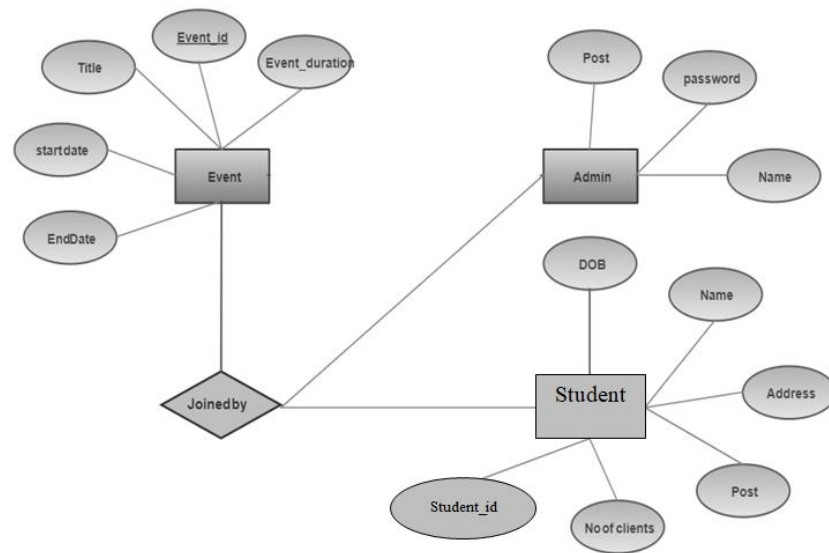 Event_id
Title
Event_duration
startdate
Event
EndDate
Joinedby
Post
password
Admin
Name
DOB
Name
Student
Address
Post
Student_id
No of clients